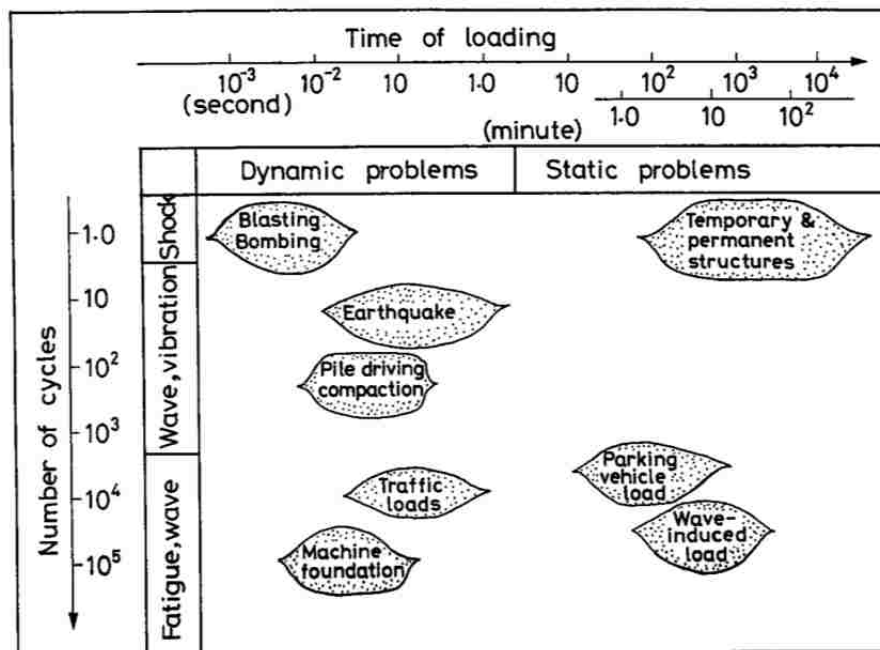 Time of loading
10⁻³ 10⁻² 10 1.0 10 10² 10³ 10⁴
(second)
1.0 10 10²
(minute)
Dynamic problems Static problems
Number of cycles
1.0
10
10²
10³
10⁴
10⁵
Shock
Wave, vibration
Fatigue, wave
Blasting
Bombing
Temporary &
permanent
structures
Earthquake
Pile driving
compaction
Traffic
loads
Parking
vehicle
load
Machine
foundation
Wave-
induced
load